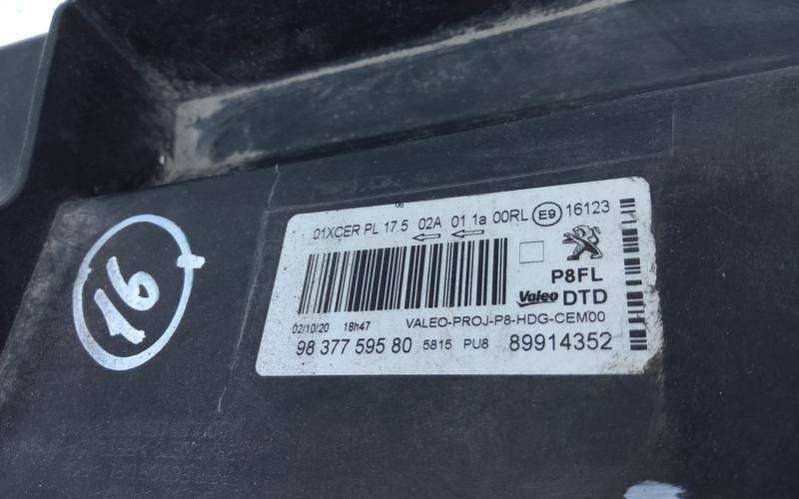 16
01XCER PL 17.5 02A 01 1a 00RL E9 16123
P8FL
Valeo DTD
02/10/20 18h47 VALEO-PROJ-P8-HDG-CEM00
98 377 595 80 5815 PU8 89914352